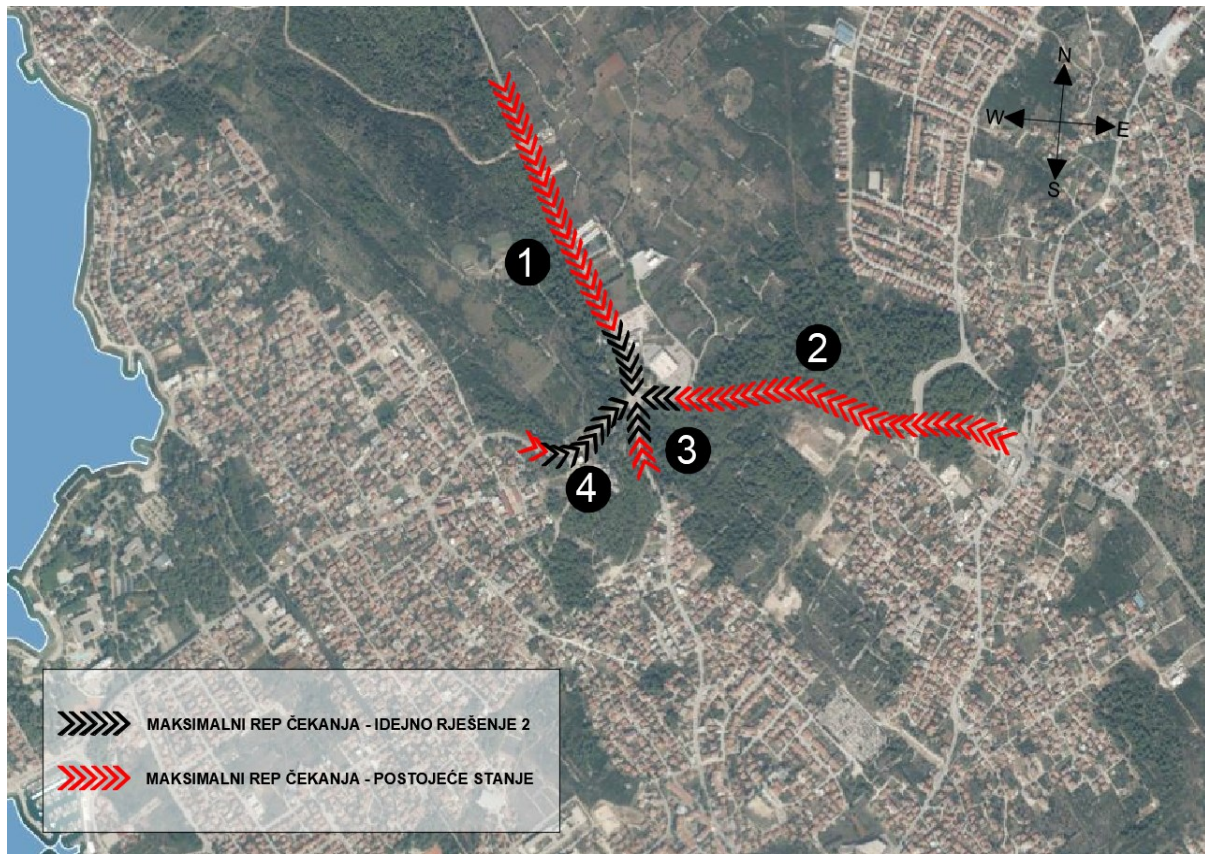 N
W
E
S
1
2
3
4
MAKSIMALNI REP ČEKANJA - IDEJNO RJEŠENJE 2
MAKSIMALNI REP ČEKANJA - POSTOJEĆE STANJE